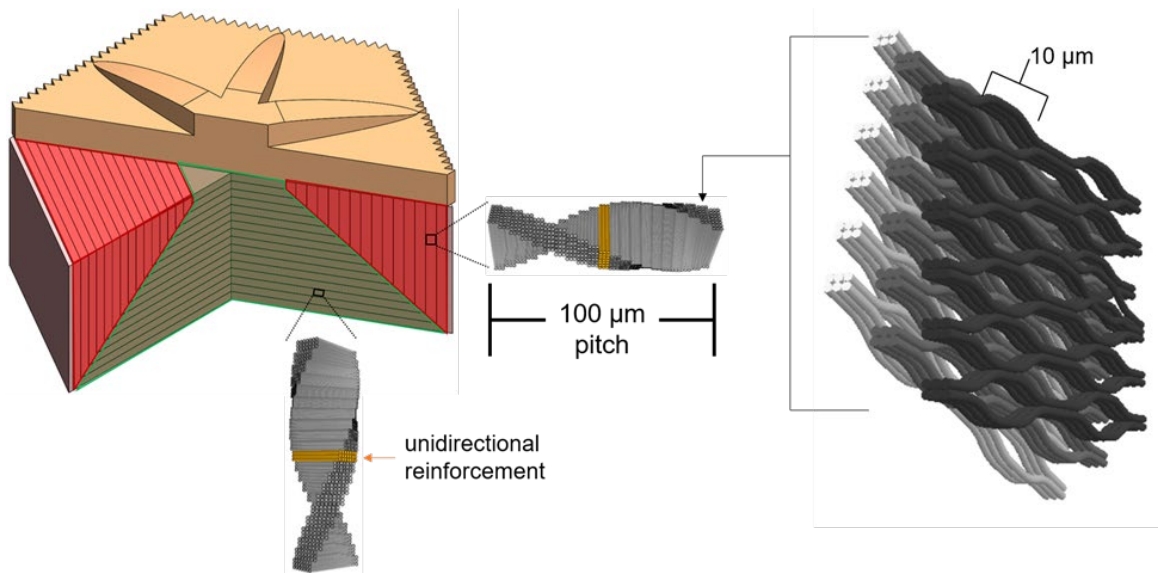 10 µm
100 µm
pitch
unidirectional
reinforcement